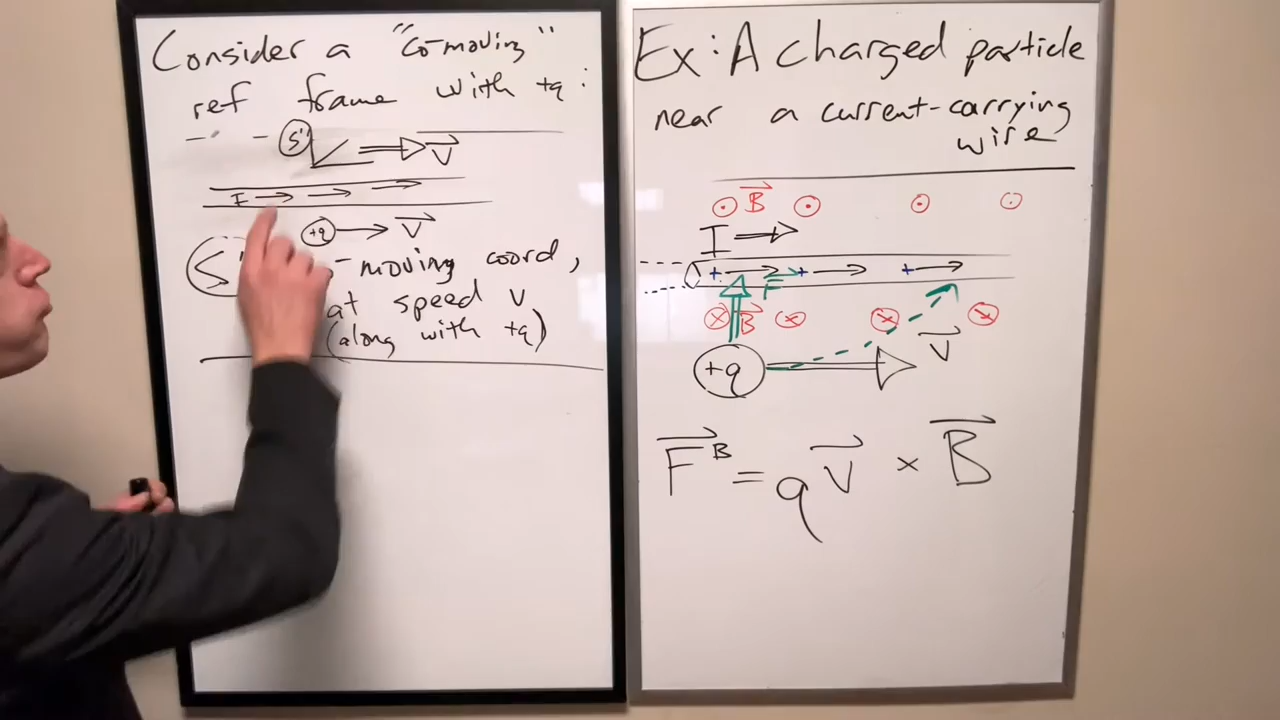 Consider a "co-moving"
ref frame with +q :
S' V
I
+q V
S' -moving coord,
at speed v
(along with +q)
Ex: A charged particle
near a current-carrying
wire
B
I
+ + +
F
B
+q V
F^B = q V × B